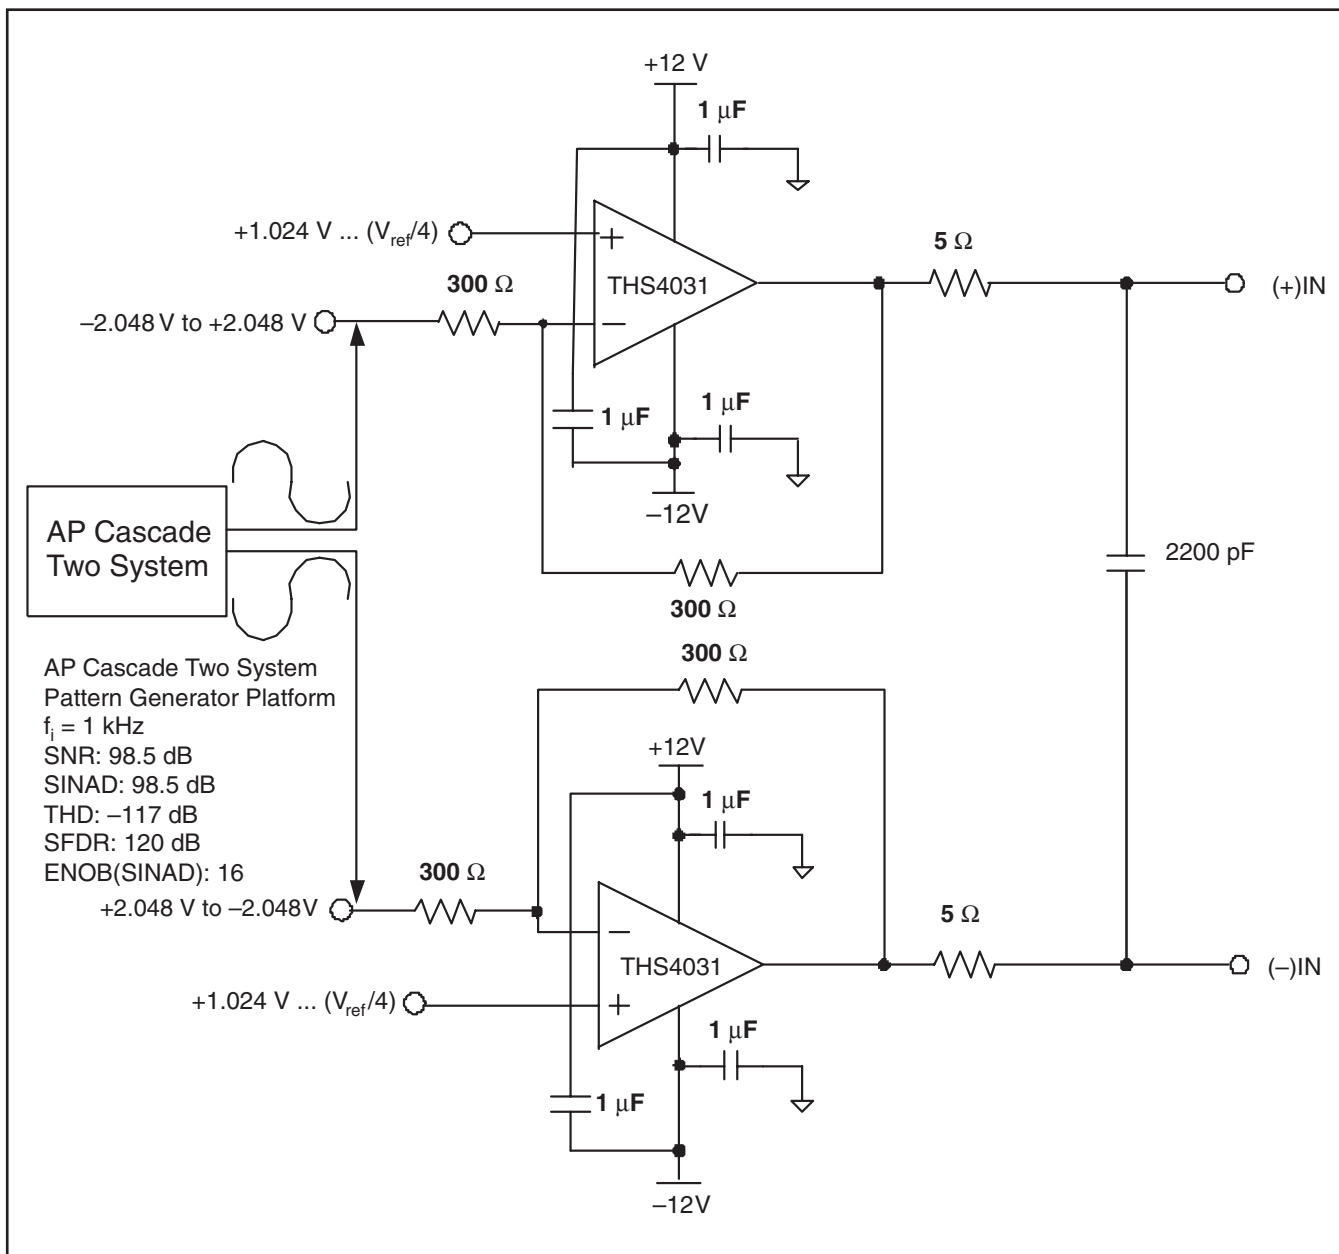 +12 V
1 μF
+1.024 V ... (Vref/4)
+
5 Ω
THS4031
300 Ω
(+)IN
–2.048 V to +2.048 V
–
1 μF
1 μF
–12V
AP Cascade
Two System
2200 pF
300 Ω
300 Ω
AP Cascade Two System
Pattern Generator Platform
fi = 1 kHz
SNR: 98.5 dB
SINAD: 98.5 dB
THD: –117 dB
SFDR: 120 dB
ENOB(SINAD): 16
+12V
1 μF
300 Ω
+2.048 V to –2.048V
–
5 Ω
THS4031
(–)IN
+1.024 V ... (Vref/4)
+
1 μF
1 μF
–12V